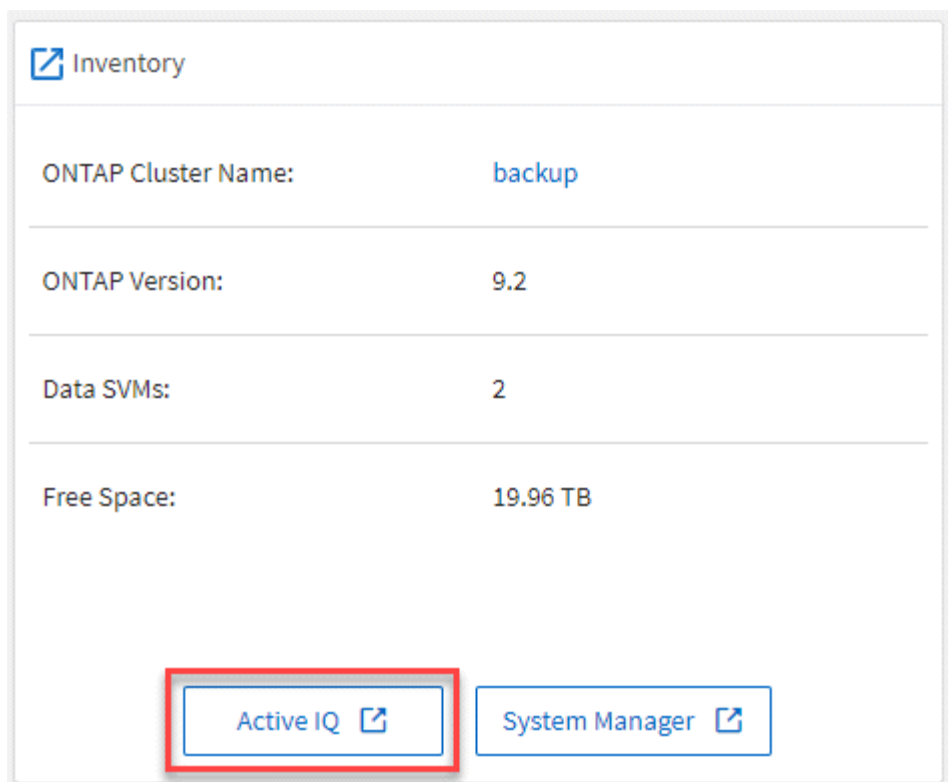 Inventory
ONTAP Cluster Name: backup
ONTAP Version: 9.2
Data SVMs: 2
Free Space: 19.96 TB
Active IQ System Manager